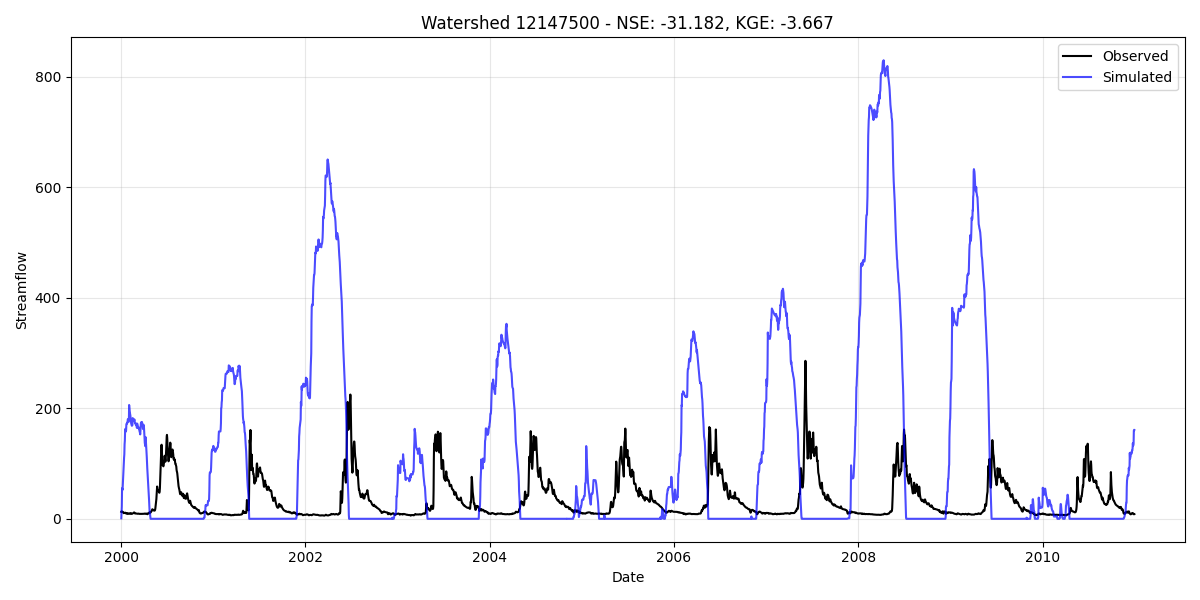 Watershed 12147500 - NSE: -31.182, KGE: -3.667
Observed
Simulated
Streamflow
800
600
400
200
0
2000 2002 2004 2006 2008 2010
Date